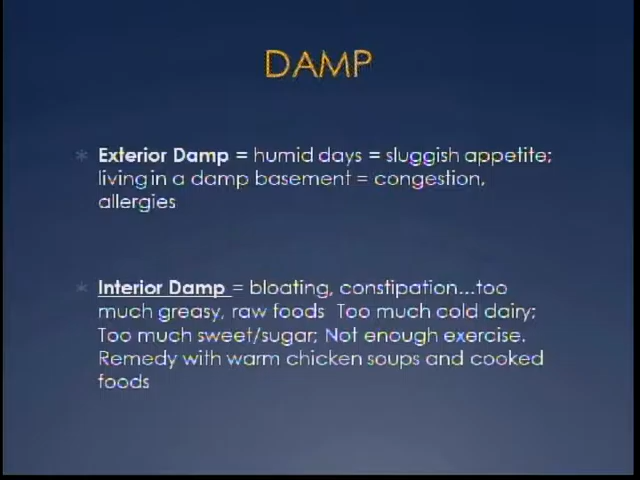 DAMP
* Exterior Damp = humid days = sluggish appetite;
living in a damp basement = congestion,
allergies
* Interior Damp = bloating, constipation...too
much greasy, raw foods Too much cold dairy;
Too much sweet/sugar; Not enough exercise.
Remedy with warm chicken soups and cooked
foods